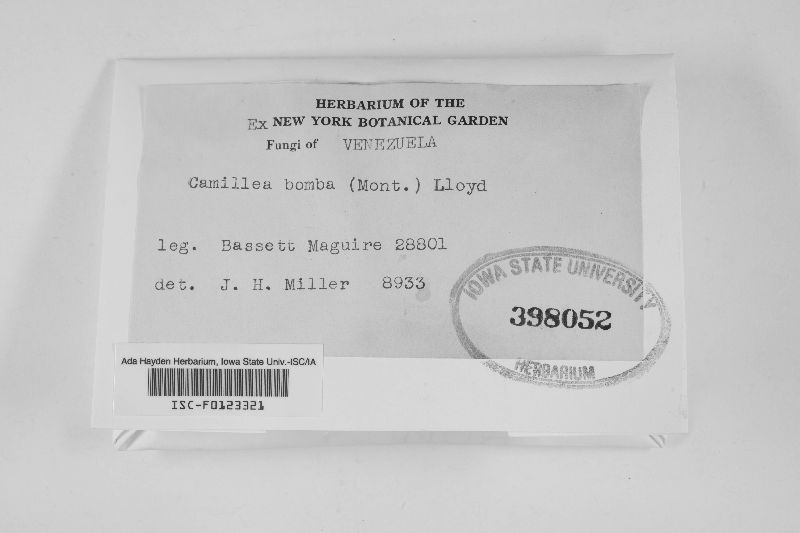 HERBARIUM OF THE
Ex NEW YORK BOTANICAL GARDEN
Fungi of VENEZUELA
Camillea bomba (Mont.) Lloyd
leg. Bassett Maguire 28801
det. J. H. Miller 8933
IOWA STATE UNIVERSITY
398052
HERBARIUM
Ada Hayden Herbarium, Iowa State Univ.-ISC/IA
ISC-F0123321